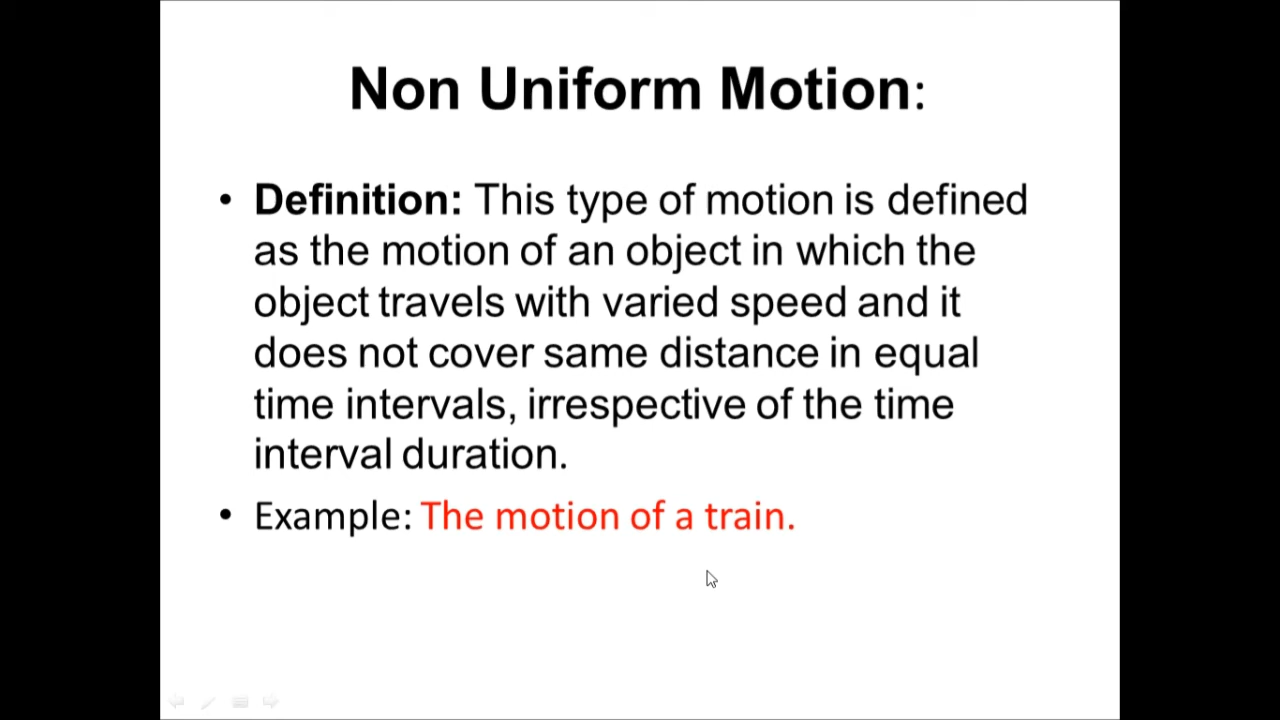 Non Uniform Motion:
• Definition: This type of motion is defined
as the motion of an object in which the
object travels with varied speed and it
does not cover same distance in equal
time intervals, irrespective of the time
interval duration.
• Example: The motion of a train.